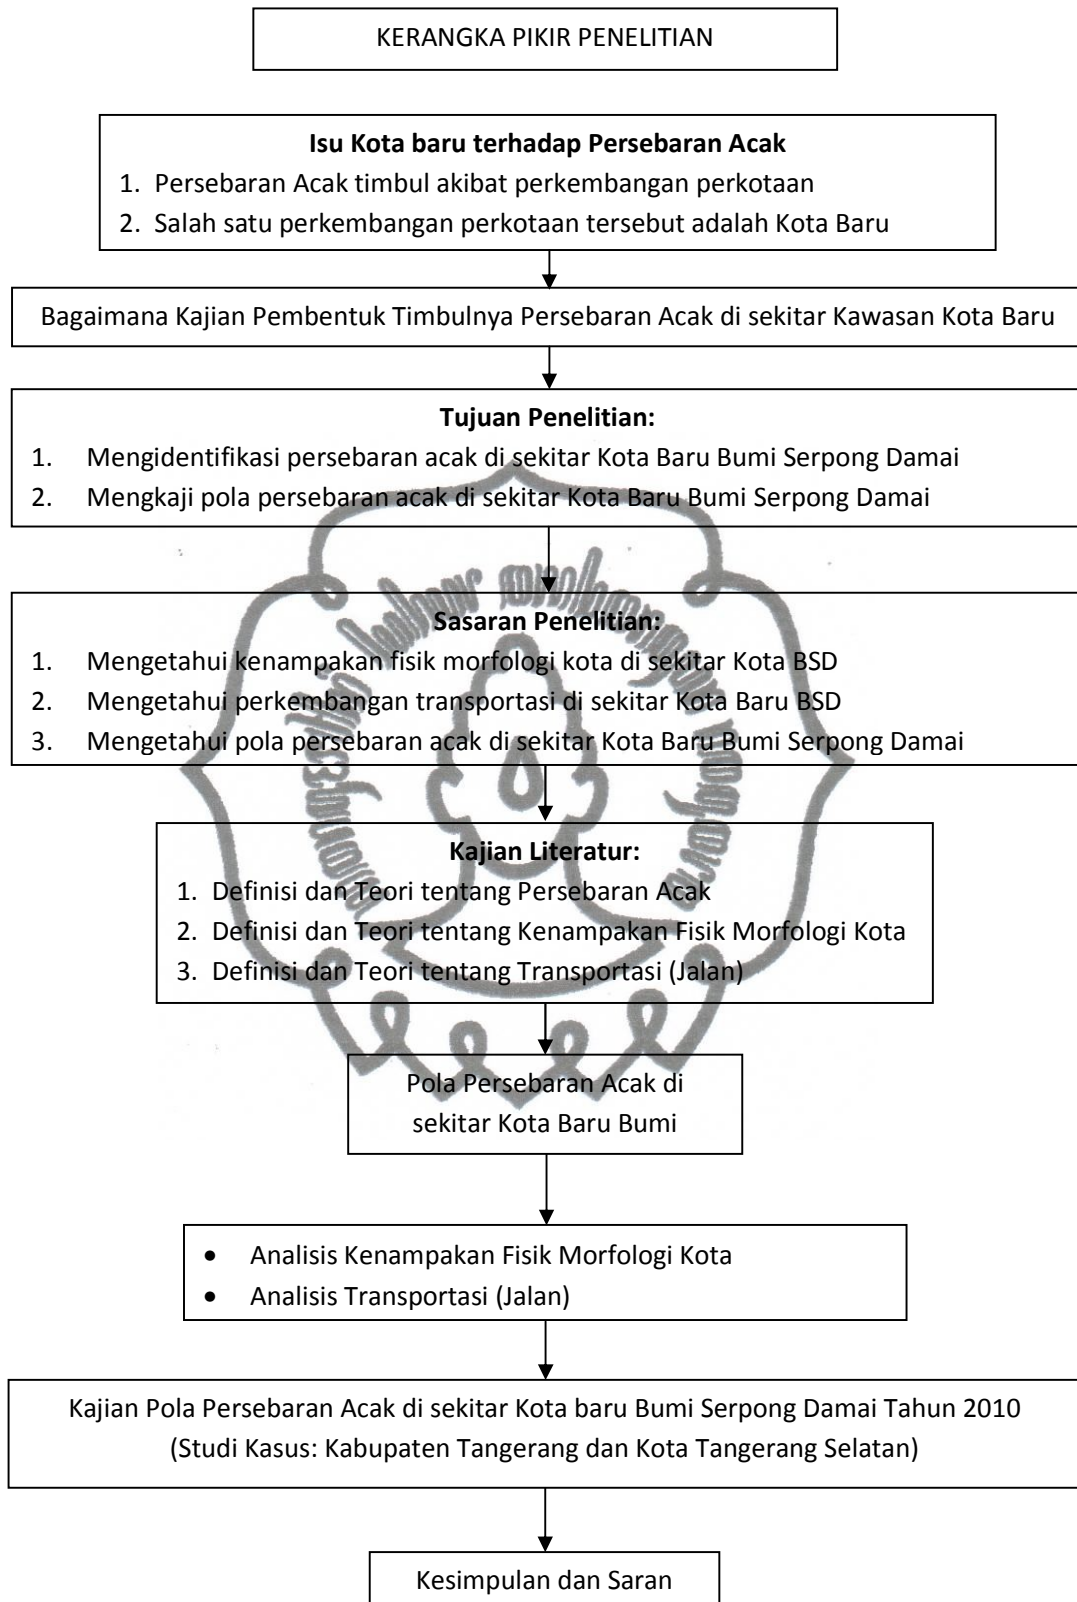 KERANGKA PIKIR PENELITIAN
Isu Kota baru terhadap Persebaran Acak
1. Persebaran Acak timbul akibat perkembangan perkotaan
2. Salah satu perkembangan perkotaan tersebut adalah Kota Baru
Bagaimana Kajian Pembentuk Timbulnya Persebaran Acak di sekitar Kawasan Kota Baru
Tujuan Penelitian:
1. Mengidentifikasi persebaran acak di sekitar Kota Baru Bumi Serpong Damai
2. Mengkaji pola persebaran acak di sekitar Kota Baru Bumi Serpong Damai
Sasaran Penelitian:
1. Mengetahui kenampakan fisik morfologi kota di sekitar Kota BSD
2. Mengetahui perkembangan transportasi di sekitar Kota Baru BSD
3. Mengetahui pola persebaran acak di sekitar Kota Baru Bumi Serpong Damai
Kajian Literatur:
1. Definisi dan Teori tentang Persebaran Acak
2. Definisi dan Teori tentang Kenampakan Fisik Morfologi Kota
3. Definisi dan Teori tentang Transportasi (Jalan)
Pola Persebaran Acak di
sekitar Kota Baru Bumi
• Analisis Kenampakan Fisik Morfologi Kota
• Analisis Transportasi (Jalan)
Kajian Pola Persebaran Acak di sekitar Kota baru Bumi Serpong Damai Tahun 2010
(Studi Kasus: Kabupaten Tangerang dan Kota Tangerang Selatan)
Kesimpulan dan Saran